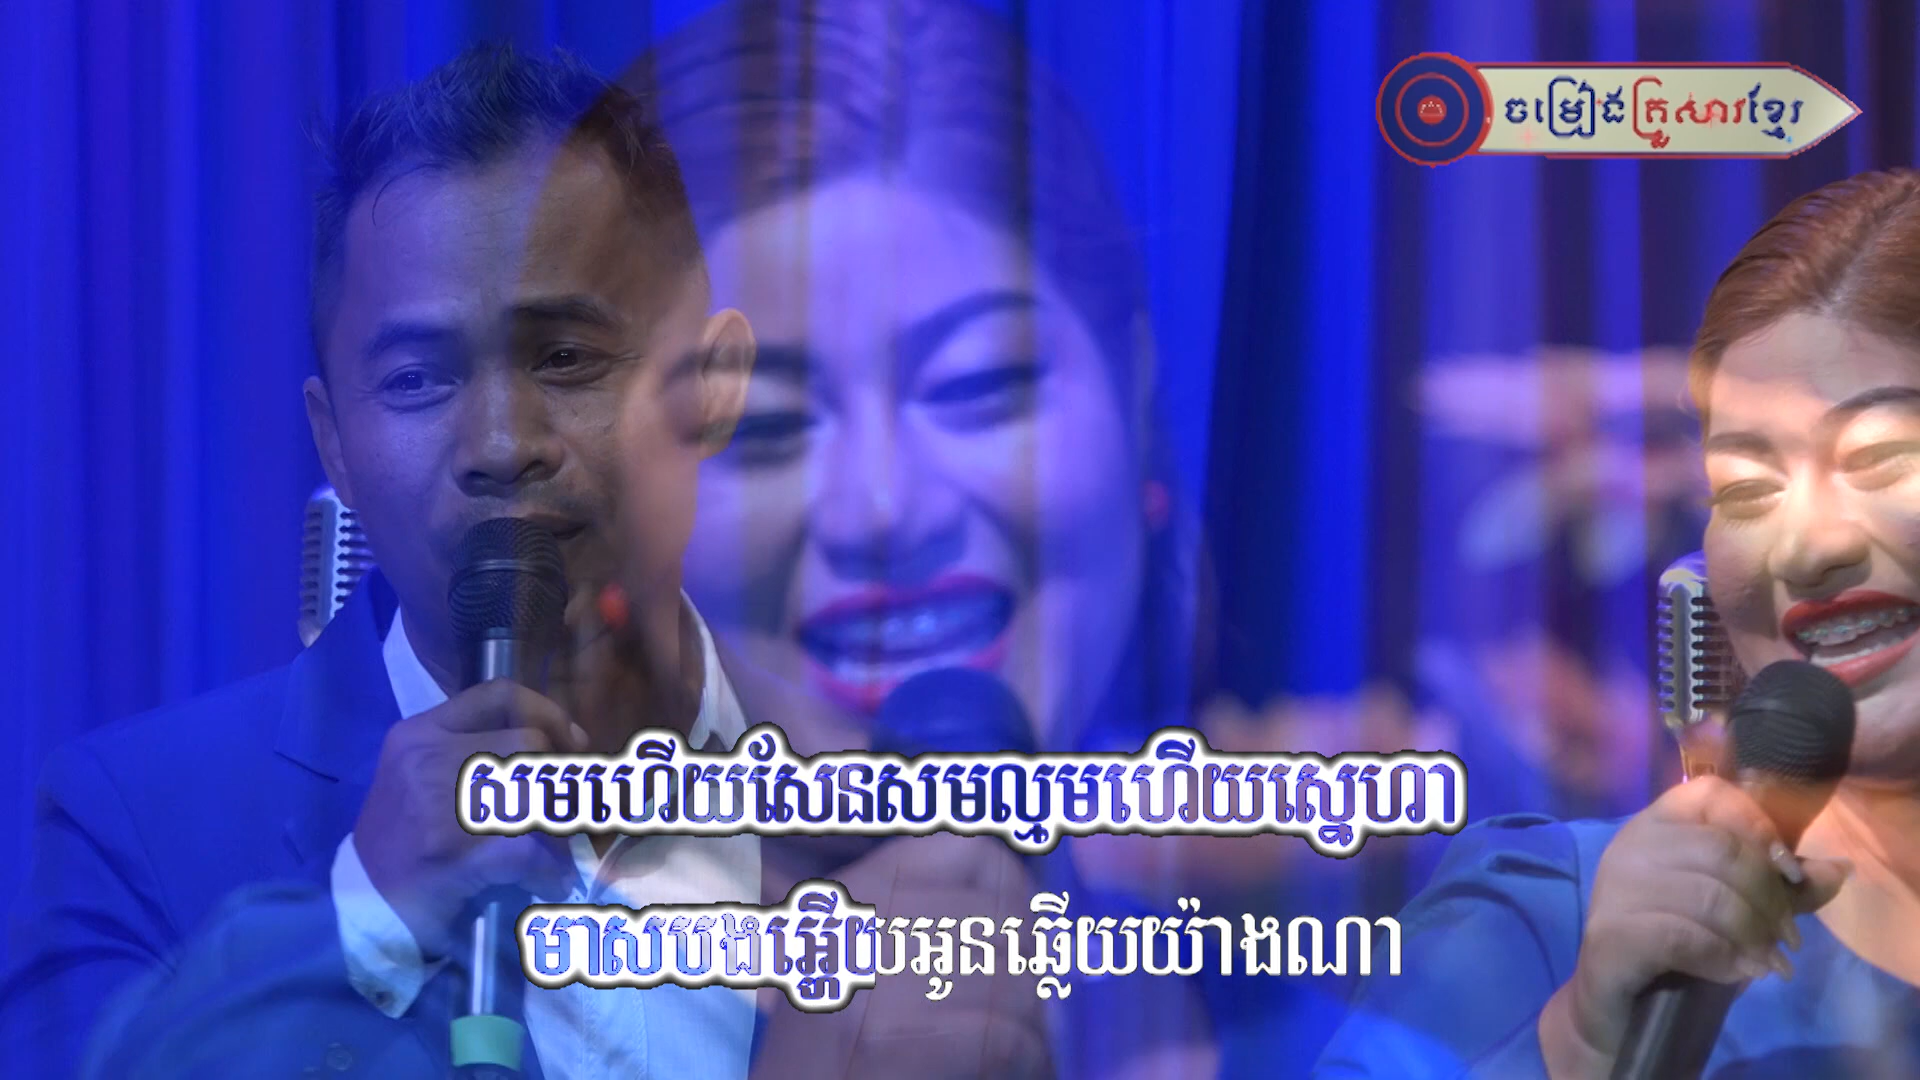 ចម្រៀងគ្រួសារខ្មែរ
សមហើយសែនសមល្មមហើយស្នេហា
មាសបងអ្ហើយអូនឆ្លើយយ៉ាងណា